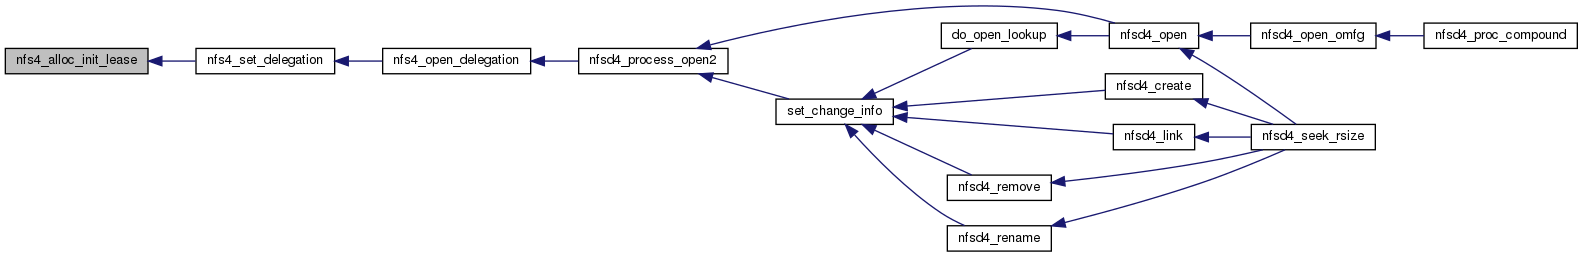 nfs4_alloc_init_lease
nfs4_set_delegation
nfs4_open_delegation
nfsd4_process_open2
set_change_info
do_open_lookup
nfsd4_open
nfsd4_open_omfg
nfsd4_proc_compound
nfsd4_create
nfsd4_link
nfsd4_seek_rsize
nfsd4_remove
nfsd4_rename